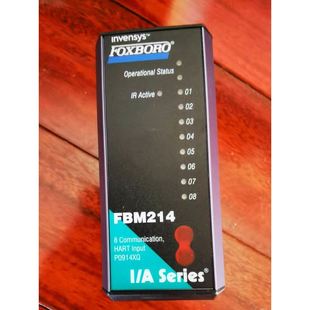 invensys™
FOXBORO®
Operational Status
IR Active
01
02
03
04
05
06
07
08
FBM214
8 Communication,
HART Input
P0914XQ
I/A Series®